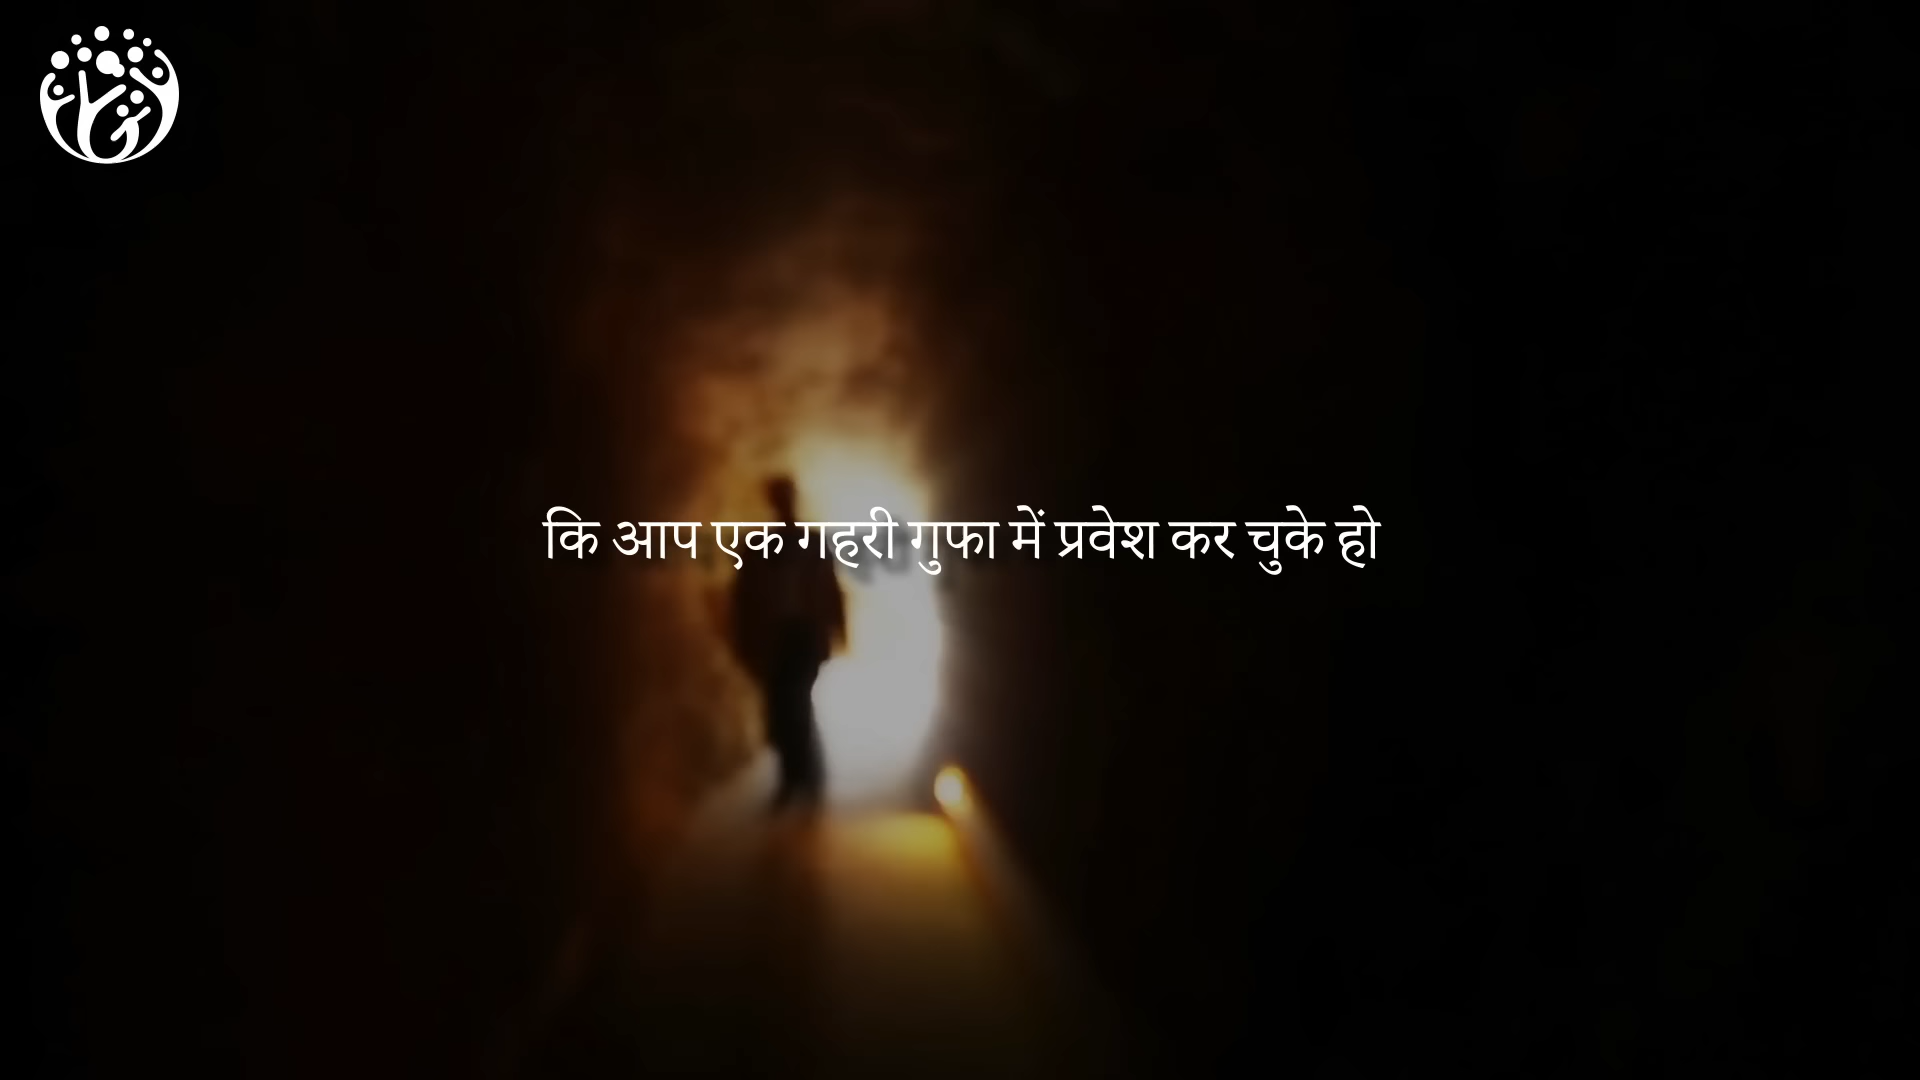 कि आप एक गहरी गुफा में प्रवेश कर चुके हो